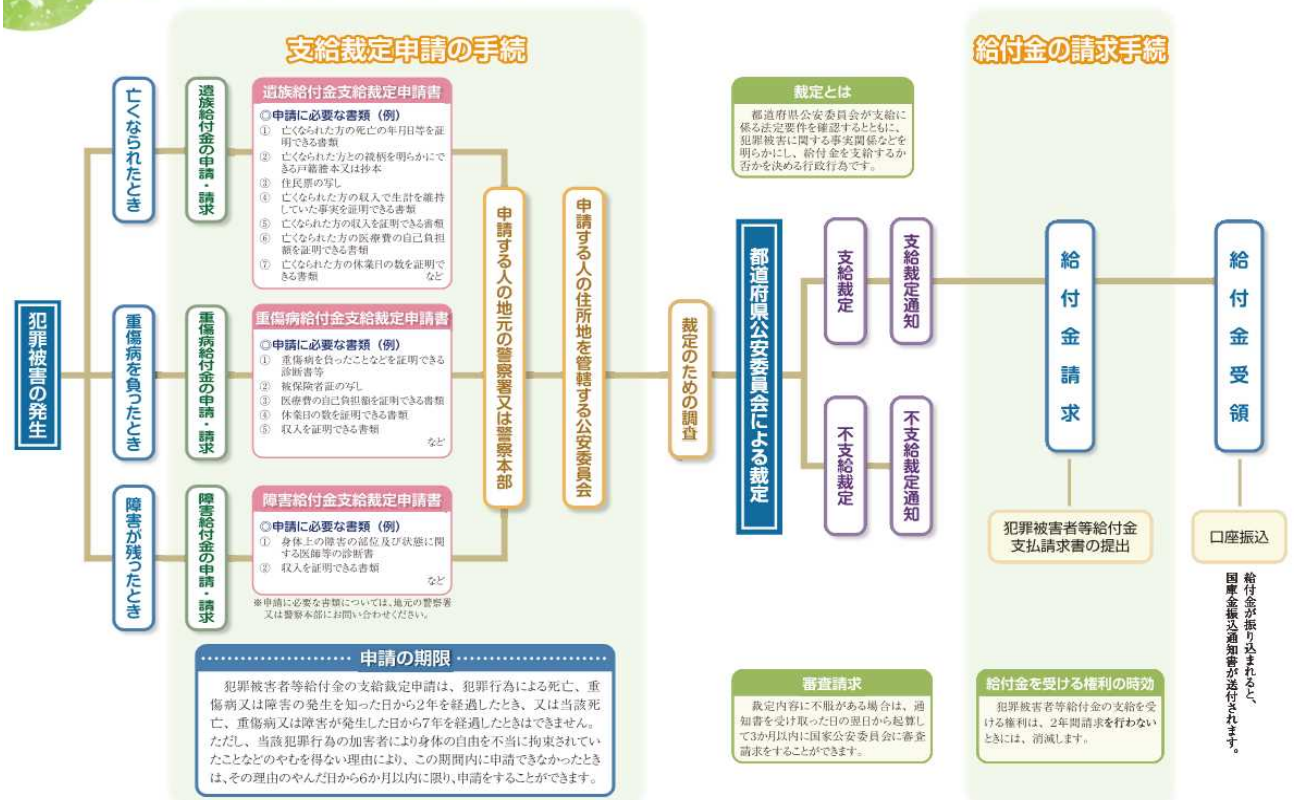 支給裁定申請の手続
給付金の請求手続
犯罪被害の発生
亡くなられたとき
重傷病を負ったとき
障害が残ったとき
遺族給付金の申請・請求
重傷病給付金の申請・請求
障害給付金の申請・請求
遺族給付金支給裁定申請書
◎申請に必要な書類（例）
① 亡くなられた方の死亡の年月日等を証
明できる書類
② 亡くなられた方との続柄を明らかにで
きる戸籍謄本又は抄本
③ 住民票の写し
④ 亡くなられた方の収入で生計を維持
していた事実を証明できる書類
⑤ 亡くなられた方の収入を証明できる書類
⑥ 亡くなられた方の医療費の自己負担
額を証明できる書類
⑦ 亡くなられた方の休業日の数を証明で
きる書類 など
重傷病給付金支給裁定申請書
◎申請に必要な書類（例）
① 重傷病を負ったことなどを証明できる
診断書等
② 被保険者証の写し
③ 医療費の自己負担額を証明できる書類
④ 休業日の数を証明できる書類
⑤ 収入を証明できる書類
など
障害給付金支給裁定申請書
◎申請に必要な書類（例）
① 身体上の障害の部位及び状態に関
する医師等の診断書
② 収入を証明できる書類
など
※申請に必要な書類については、地元の警察署
又は警察本部にお問い合わせください。
申請する人の地元の警察署又は警察本部
申請する人の住所地を管轄する公安委員会
裁定のための調査
都道府県公安委員会による裁定
裁定とは
都道府県公安委員会が支給に
係る法定要件を確認するとともに、
犯罪被害に関する事実関係などを
明らかにし、給付金を支給するか
否かを決める行政行為です。
支給裁定
支給裁定通知
不支給裁定
不支給裁定通知
給付金請求
給付金受領
犯罪被害者等給付金
支払請求書の提出
口座振込
給付金が振り込まれると、
国庫金振込通知書が送付されます。
申請の期限
犯罪被害者等給付金の支給裁定申請は、犯罪行為による死亡、重
傷病又は障害の発生を知った日から2年を経過したとき、又は当該死
亡、重傷病又は障害が発生した日から7年を経過したときはできません。
ただし、当該犯罪行為の加害者により身体の自由を不当に拘束されてい
たことなどのやむを得ない理由により、この期間内に申請できなかったとき
は、その理由のやんだ日から6か月以内に限り、申請をすることができます。
審査請求
裁定内容に不服がある場合は、通
知書を受け取った日の翌日から起算し
て3か月以内に国家公安委員会に審査
請求をすることができます。
給付金を受ける権利の時効
犯罪被害者等給付金の支給を受
ける権利は、2年間請求を行わない
ときには、消滅します。